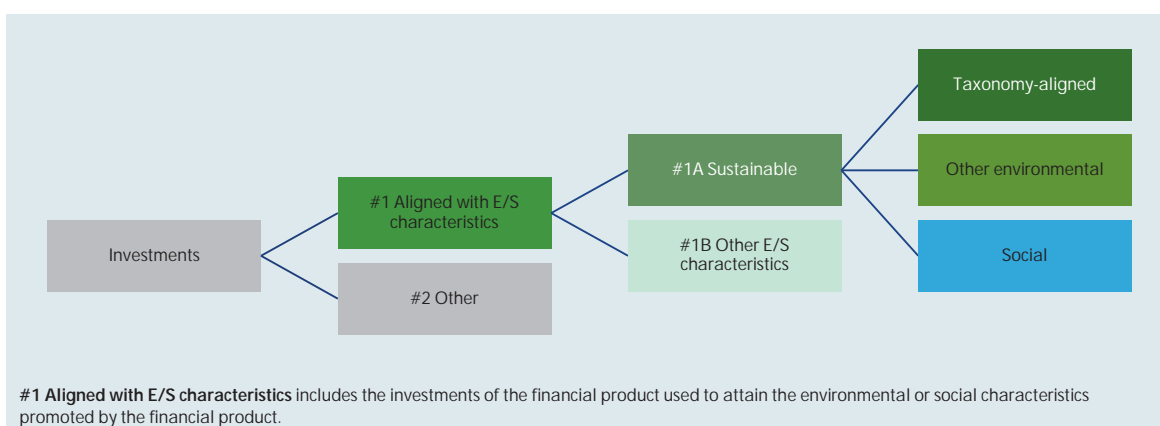 Taxonomy-aligned
#1A Sustainable
Other environmental
#1 Aligned with E/S
characteristics
Investments
#1B Other E/S
characteristics
Social
#2 Other
#1 Aligned with E/S characteristics includes the investments of the financial product used to attain the environmental or social characteristics
promoted by the financial product.